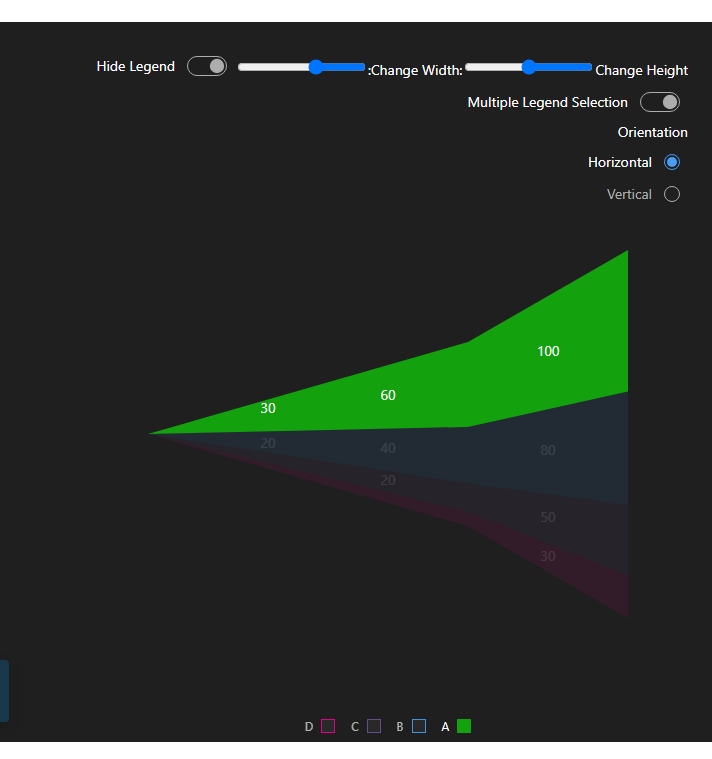 Hide Legend
:Change Width:
Change Height
Multiple Legend Selection
Orientation
Horizontal
Vertical
100
30
60
20
40
80
20
50
30
D C B A